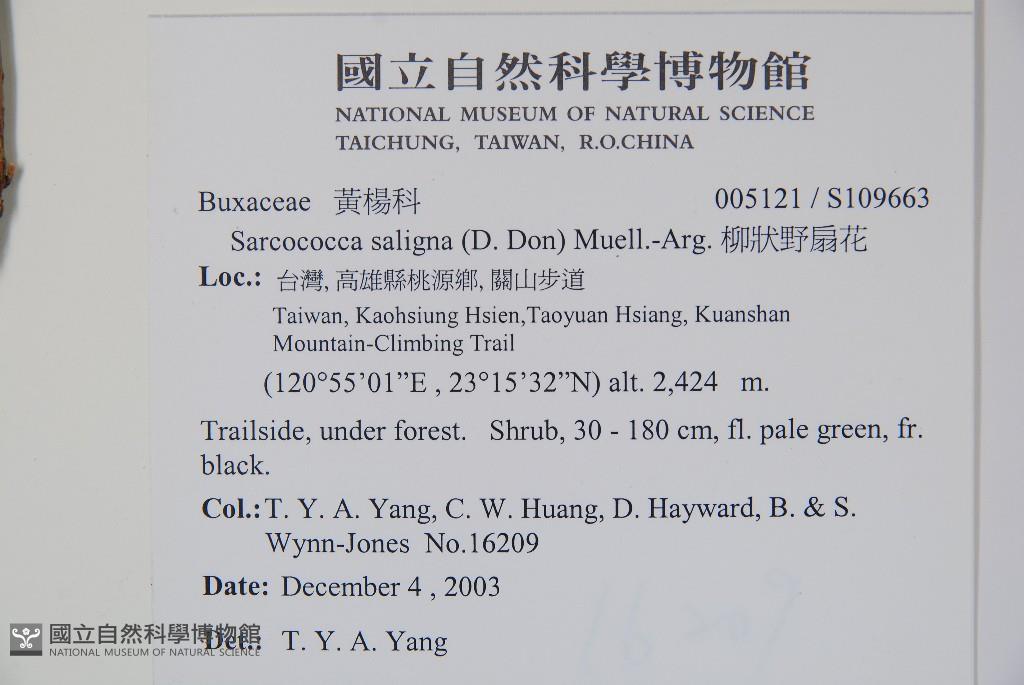 國立自然科學博物館
NATIONAL MUSEUM OF NATURAL SCIENCE
TAICHUNG, TAIWAN, R.O.CHINA
Buxaceae 黃楊科 005121 / S109663
Sarcococca saligna (D. Don) Muell.-Arg. 柳狀野扇花
Loc.: 台灣, 高雄縣桃源鄉, 關山步道
Taiwan, Kaohsiung Hsien,Taoyuan Hsiang, Kuanshan
Mountain-Climbing Trail
(120°55’01”E , 23°15’32”N) alt. 2,424 m.
Trailside, under forest. Shrub, 30 - 180 cm, fl. pale green, fr.
black.
Col.: T. Y. A. Yang, C. W. Huang, D. Hayward, B. & S.
Wynn-Jones No.16209
Date: December 4 , 2003
Det.: T. Y. A. Yang
國立自然科學博物館
NATIONAL MUSEUM OF NATURAL SCIENCE